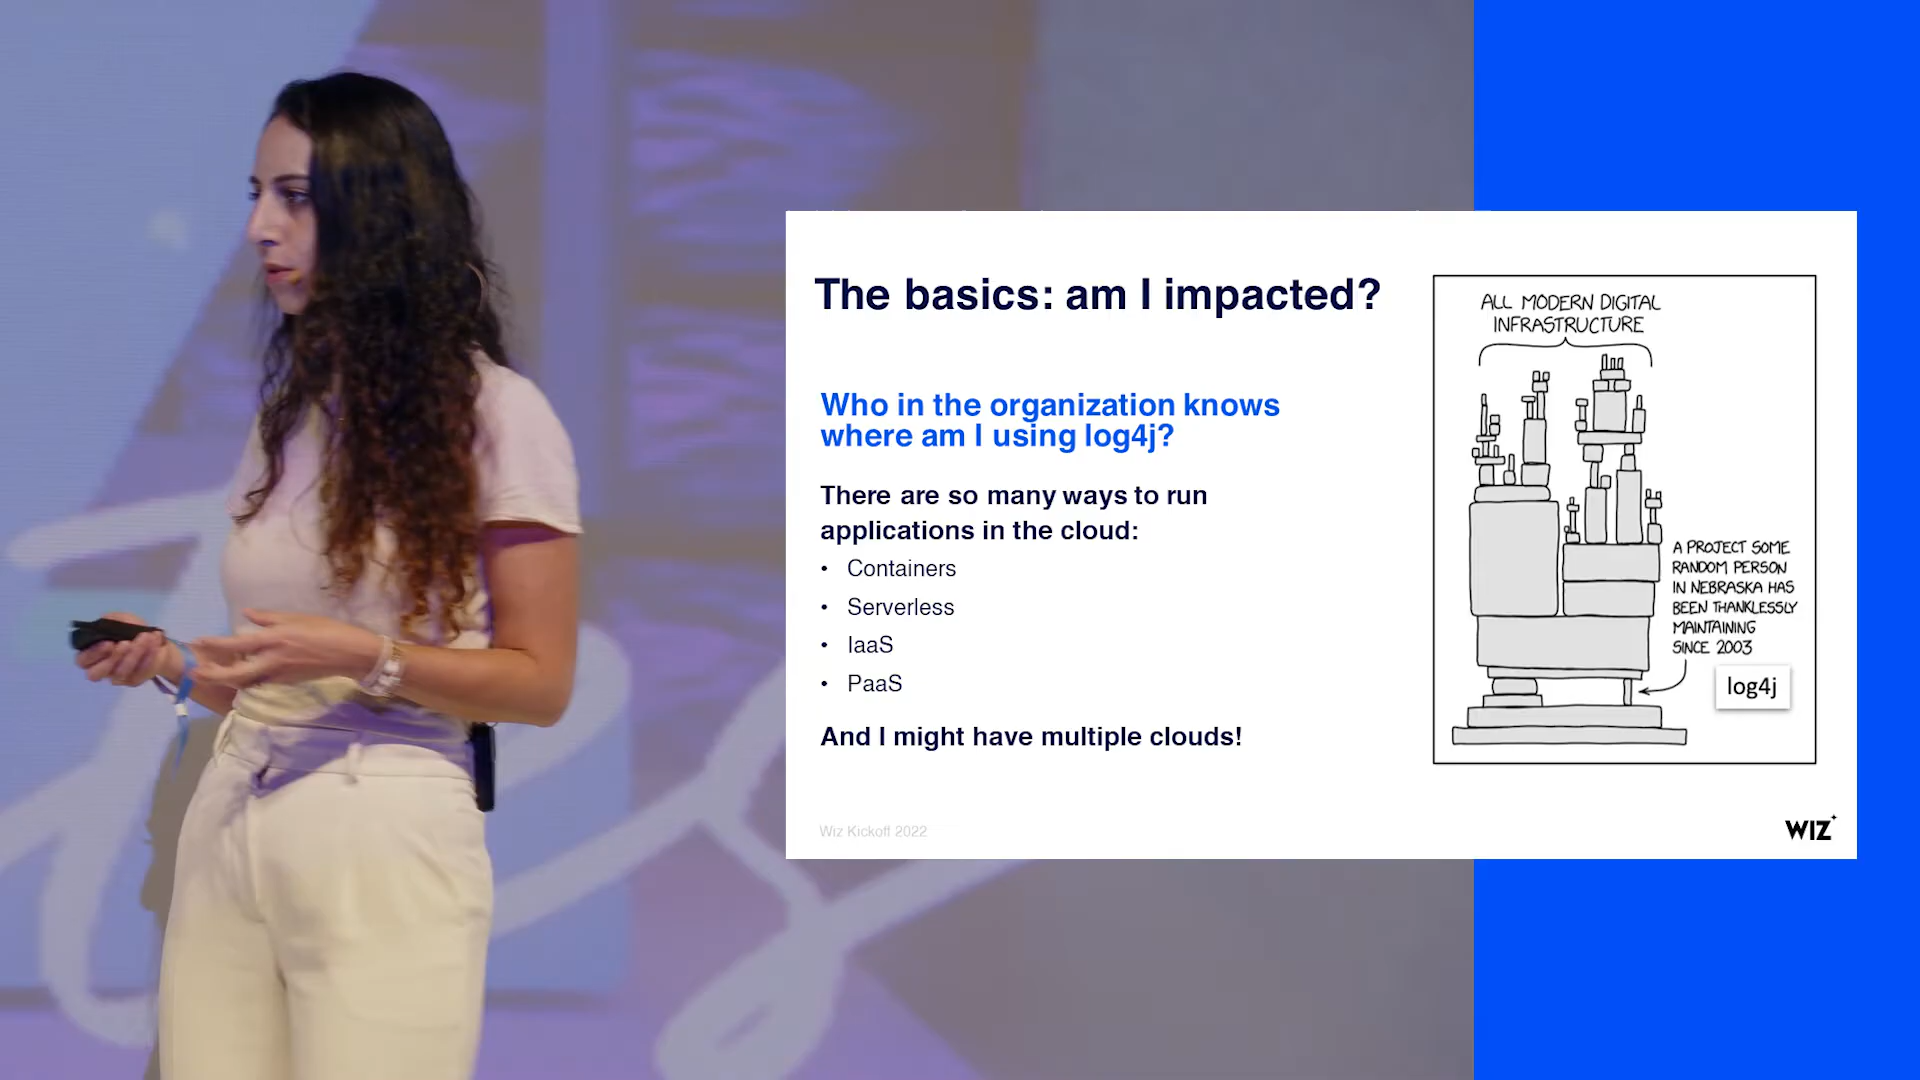 The basics: am I impacted?
Who in the organization knows
where am I using log4j?
There are so many ways to run
applications in the cloud:
• Containers
• Serverless
• IaaS
• PaaS
And I might have multiple clouds!
Wiz Kickoff 2022
ALL MODERN DIGITAL
INFRASTRUCTURE
A PROJECT SOME
RANDOM PERSON
IN NEBRASKA HAS
BEEN THANKLESSLY
MAINTAINING
SINCE 2003
log4j
WIZ